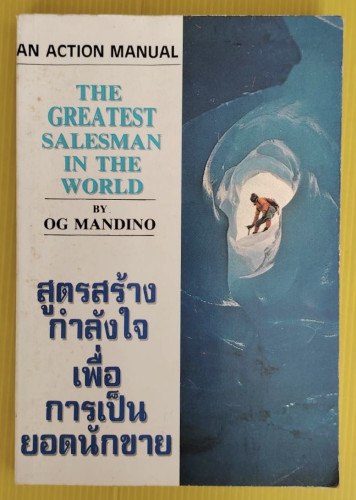 AN ACTION MANUAL
THE
GREATEST
SALESMAN
IN THE
WORLD
BY
OG MANDINO
สูตรสร้าง
กำลังใจ
เพื่อ
การเป็น
ยอดนักขาย